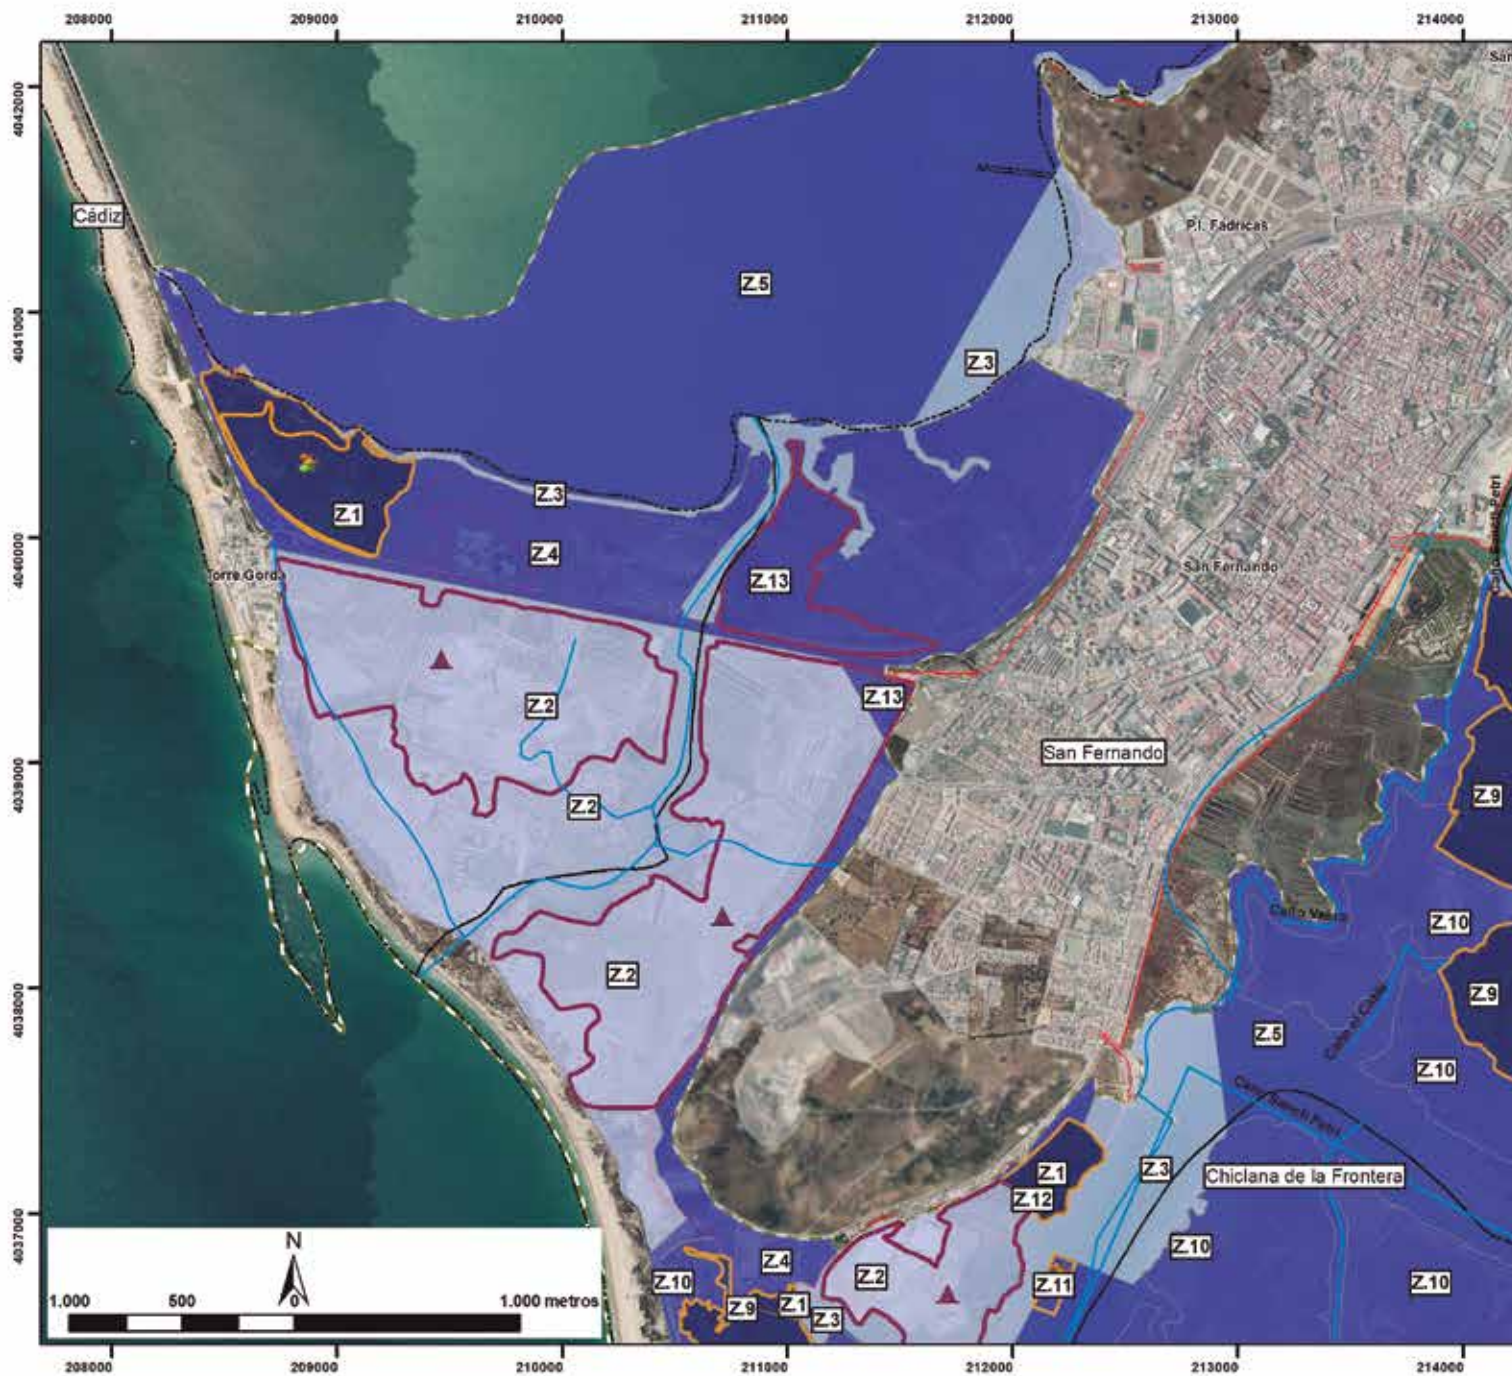 208000
209000
210000
211000
212000
213000
214000
4042000
Cádiz
P.I. Fadricas
Z.5
4041000
Z.3
Z.3
Z.1
Z.4
4040000
Torre Gorda
Z.13
San Fernando
Z.2
Z.13
San Fernando
4039000
Z.2
Z.9
Z.10
Z.2
4038000
Z.9
Z.5
Z.10
Caño Sancti Petri
Z.1
Z.3
Chiclana de la Frontera
Z.12
4037000
Z.10
Z.4
Z.2
Z.10
Z.11
Z.10
Z.9
Z.1
Z.3
N
1.000
500
0
1.000 metros
208000
209000
210000
211000
212000
213000
214000